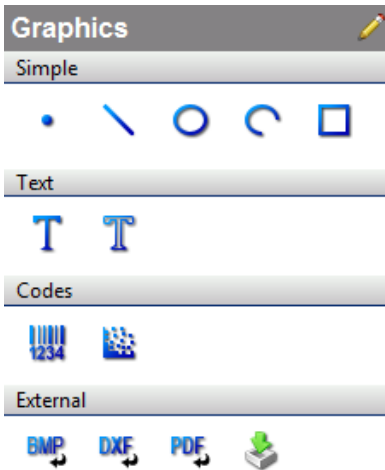 Graphics
Simple
Text
T T
Codes
1234
External
BMP DXF PDF